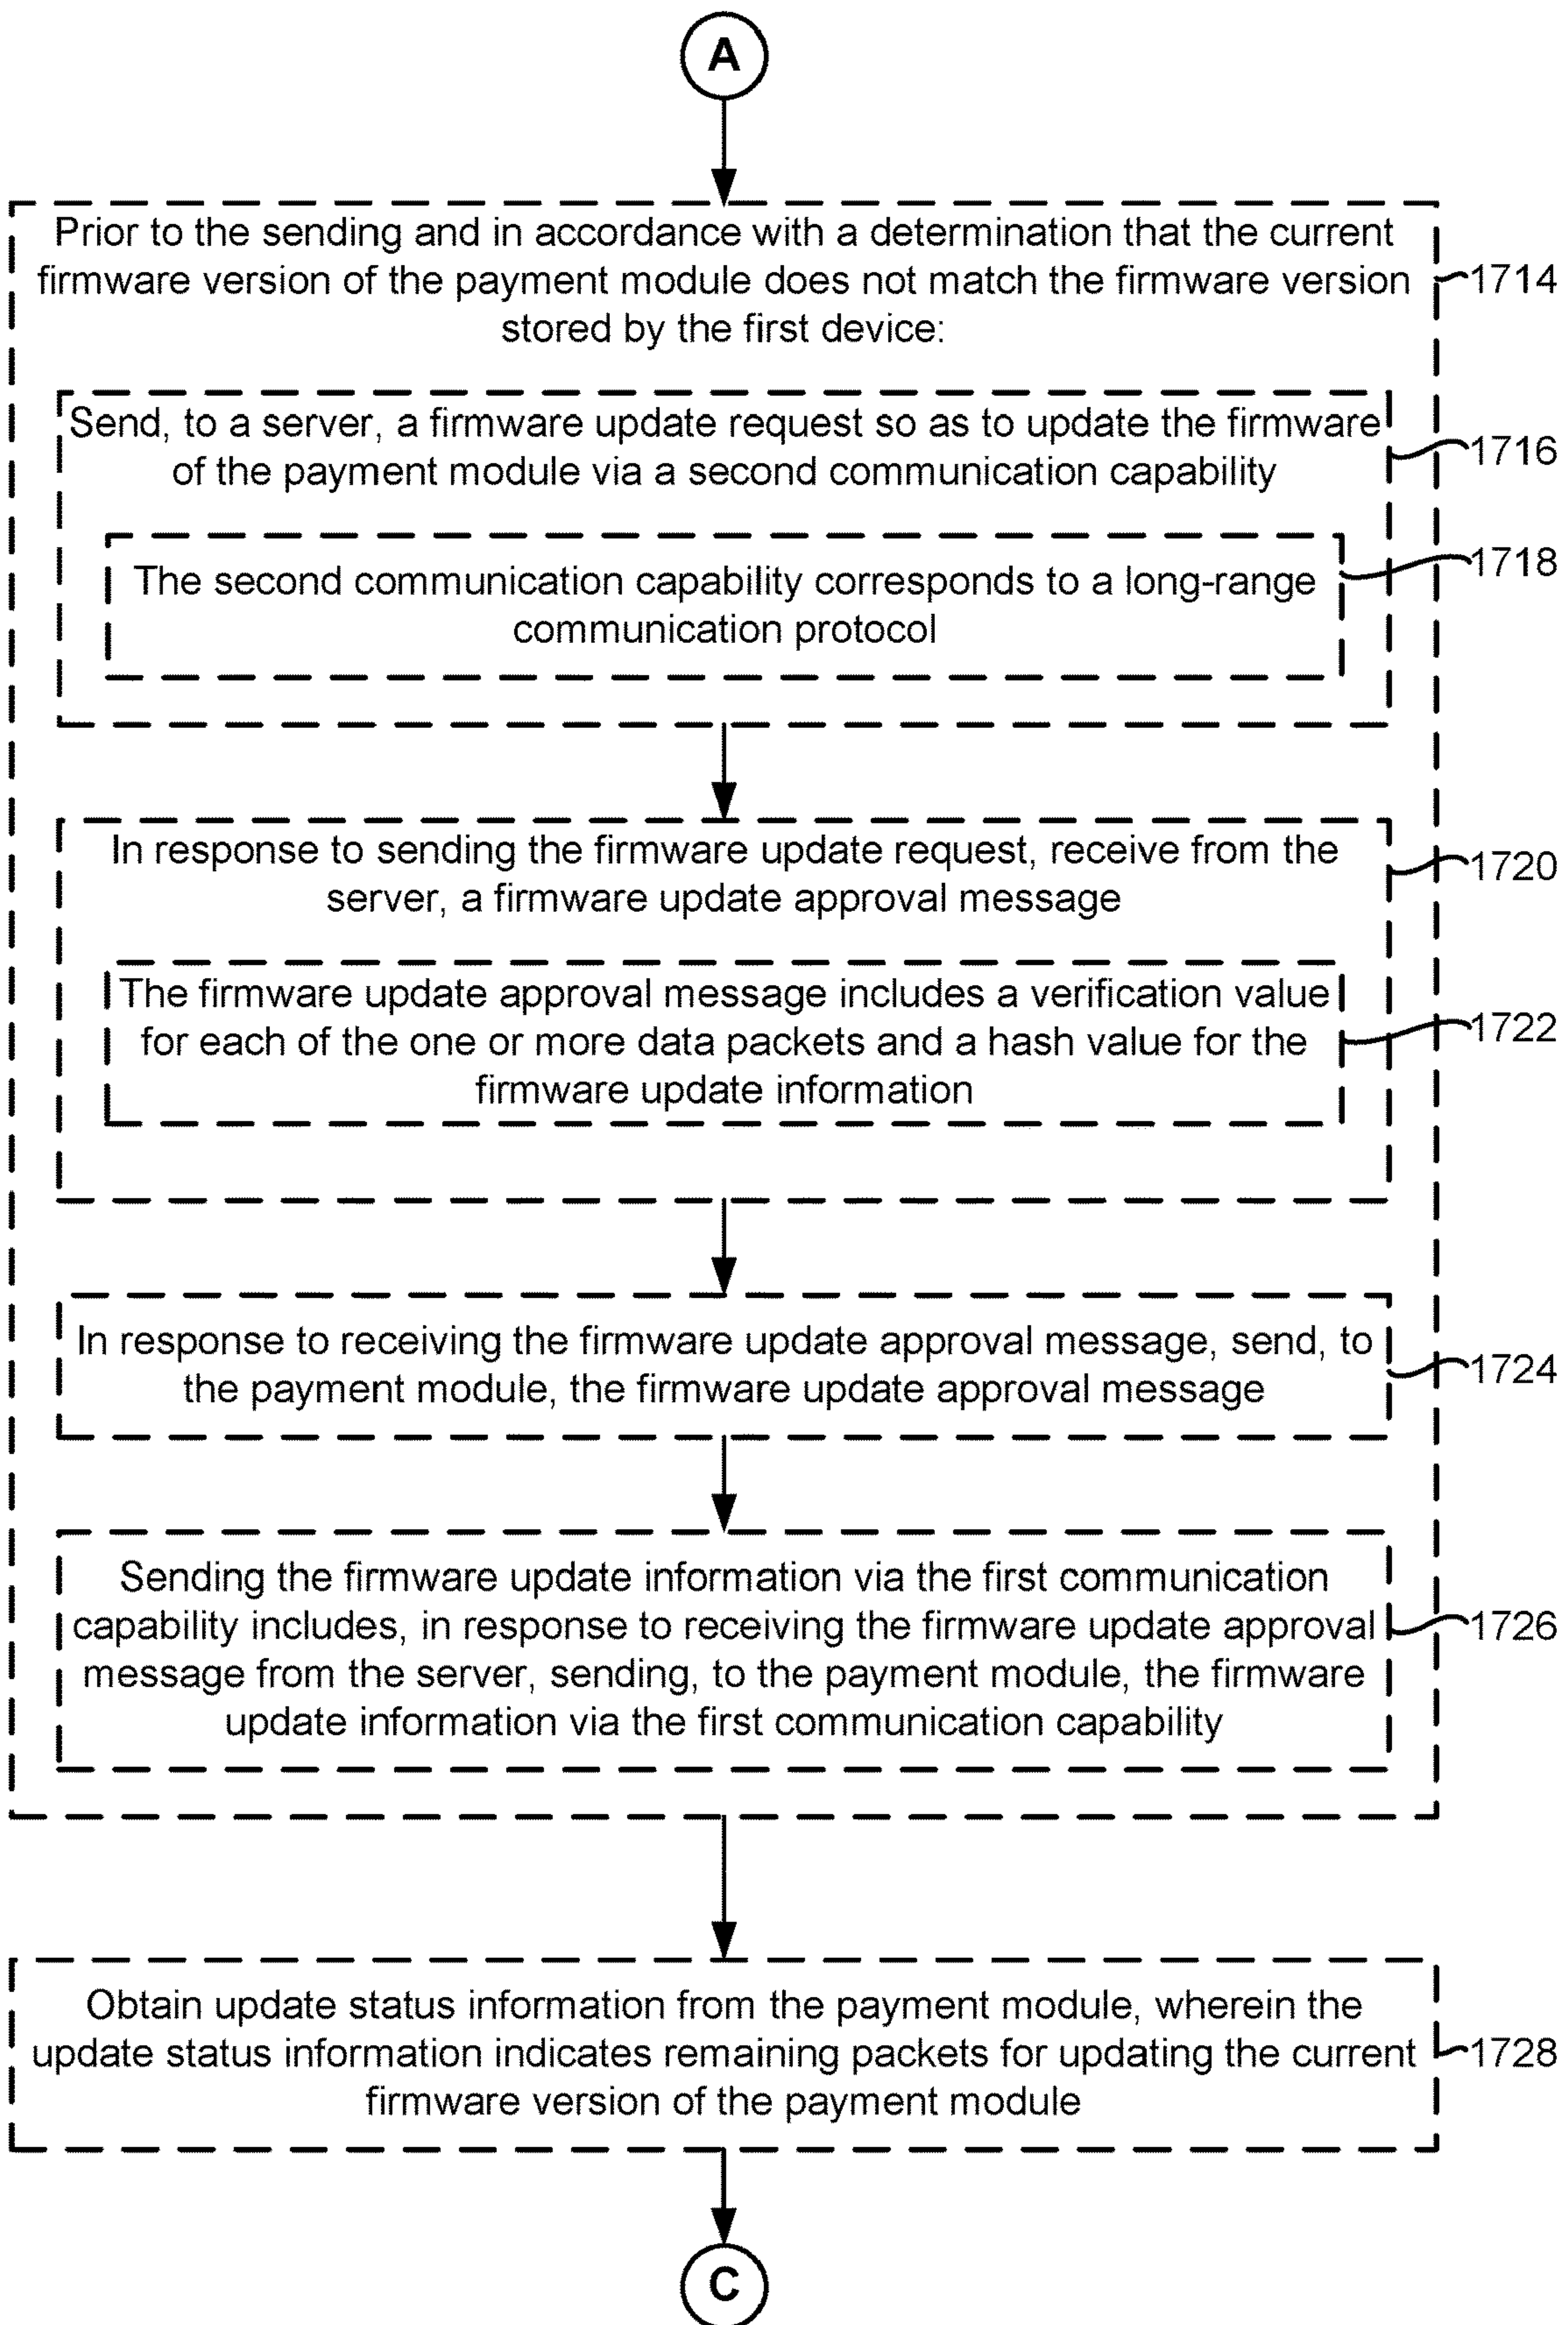 A
Prior to the sending and in accordance with a determination that the current
firmware version of the payment module does not match the firmware version
stored by the first device:
1714
Send, to a server, a firmware update request so as to update the firmware
of the payment module via a second communication capability
1716
The second communication capability corresponds to a long-range
communication protocol
1718
In response to sending the firmware update request, receive from the
server, a firmware update approval message
1720
The firmware update approval message includes a verification value
for each of the one or more data packets and a hash value for the
firmware update information
1722
In response to receiving the firmware update approval message, send, to
the payment module, the firmware update approval message
1724
Sending the firmware update information via the first communication
capability includes, in response to receiving the firmware update approval
message from the server, sending, to the payment module, the firmware
update information via the first communication capability
1726
Obtain update status information from the payment module, wherein the
update status information indicates remaining packets for updating the current
firmware version of the payment module
1728
C